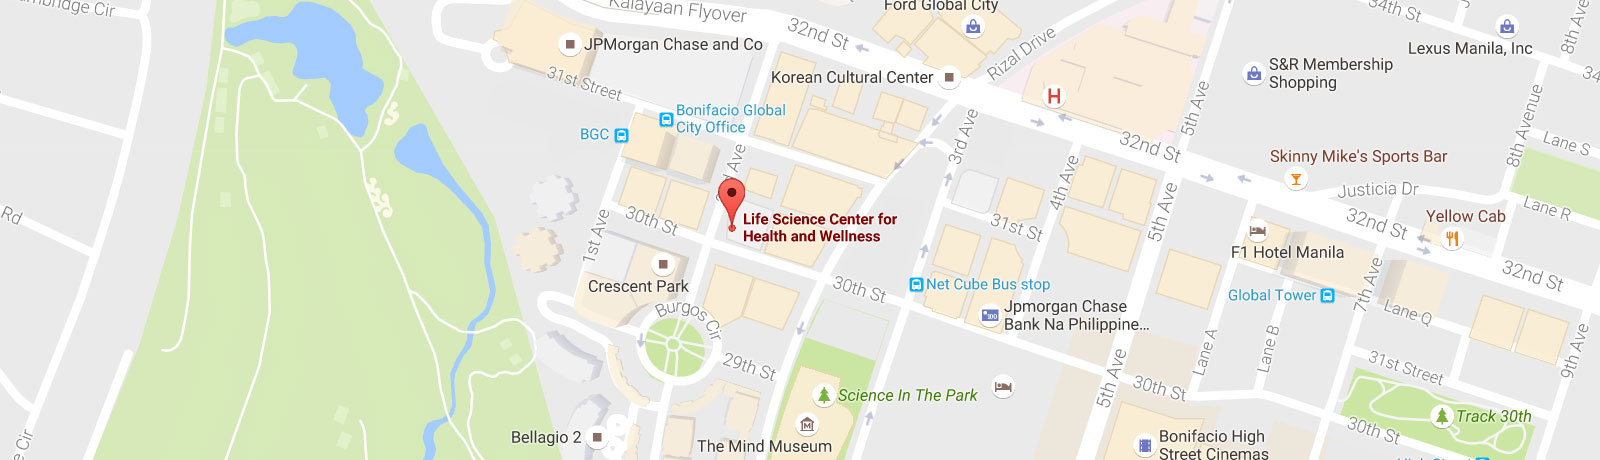 Kalayaan Flyover
Ford Global City
34th St
mbridge Cir
32nd St
JPMorgan Chase and Co
Rizal Drive
Lexus Manila, Inc
8th Ave
Korean Cultural Center
S&R Membership
Shopping
34
31st Street
H
5th Ave
8th Avenue
Bonifacio Global
City Office
BGC
3rd Ave
32nd St
Lane S
d Ave
Skinny Mike's Sports Bar
4th Ave
Justicia Dr
Rd
Life Science Center for
Health and Wellness
30th St
1st Ave
31st St
5th Ave
32nd St
Lane R
Yellow Cab
F1 Hotel Manila
32nd St
Crescent Park
30th St
Net Cube Bus stop
Global Tower
7th Ave
Jpmorgan Chase
Bank Na Philippine...
Lane Q
Burgos Cir
Lane A
Lane B
9th Ave
29th St
5th Ave
30th St
31st Street
Science In The Park
Track 30th
30th St
e Cir
Bellagio 2
The Mind Museum
Bonifacio High
Street Cinemas